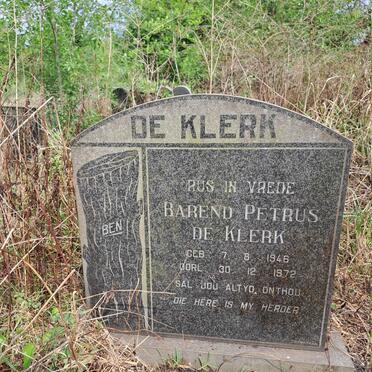 DE KLERK
BEN
RUS IN VREDE
BAREND PETRUS
DE KLERK
GEB. 7. 8. 1946
OORL. 30. 12. 1972
SAL JOU ALTYD ONTHOU
DIE HERE IS MY HERDER